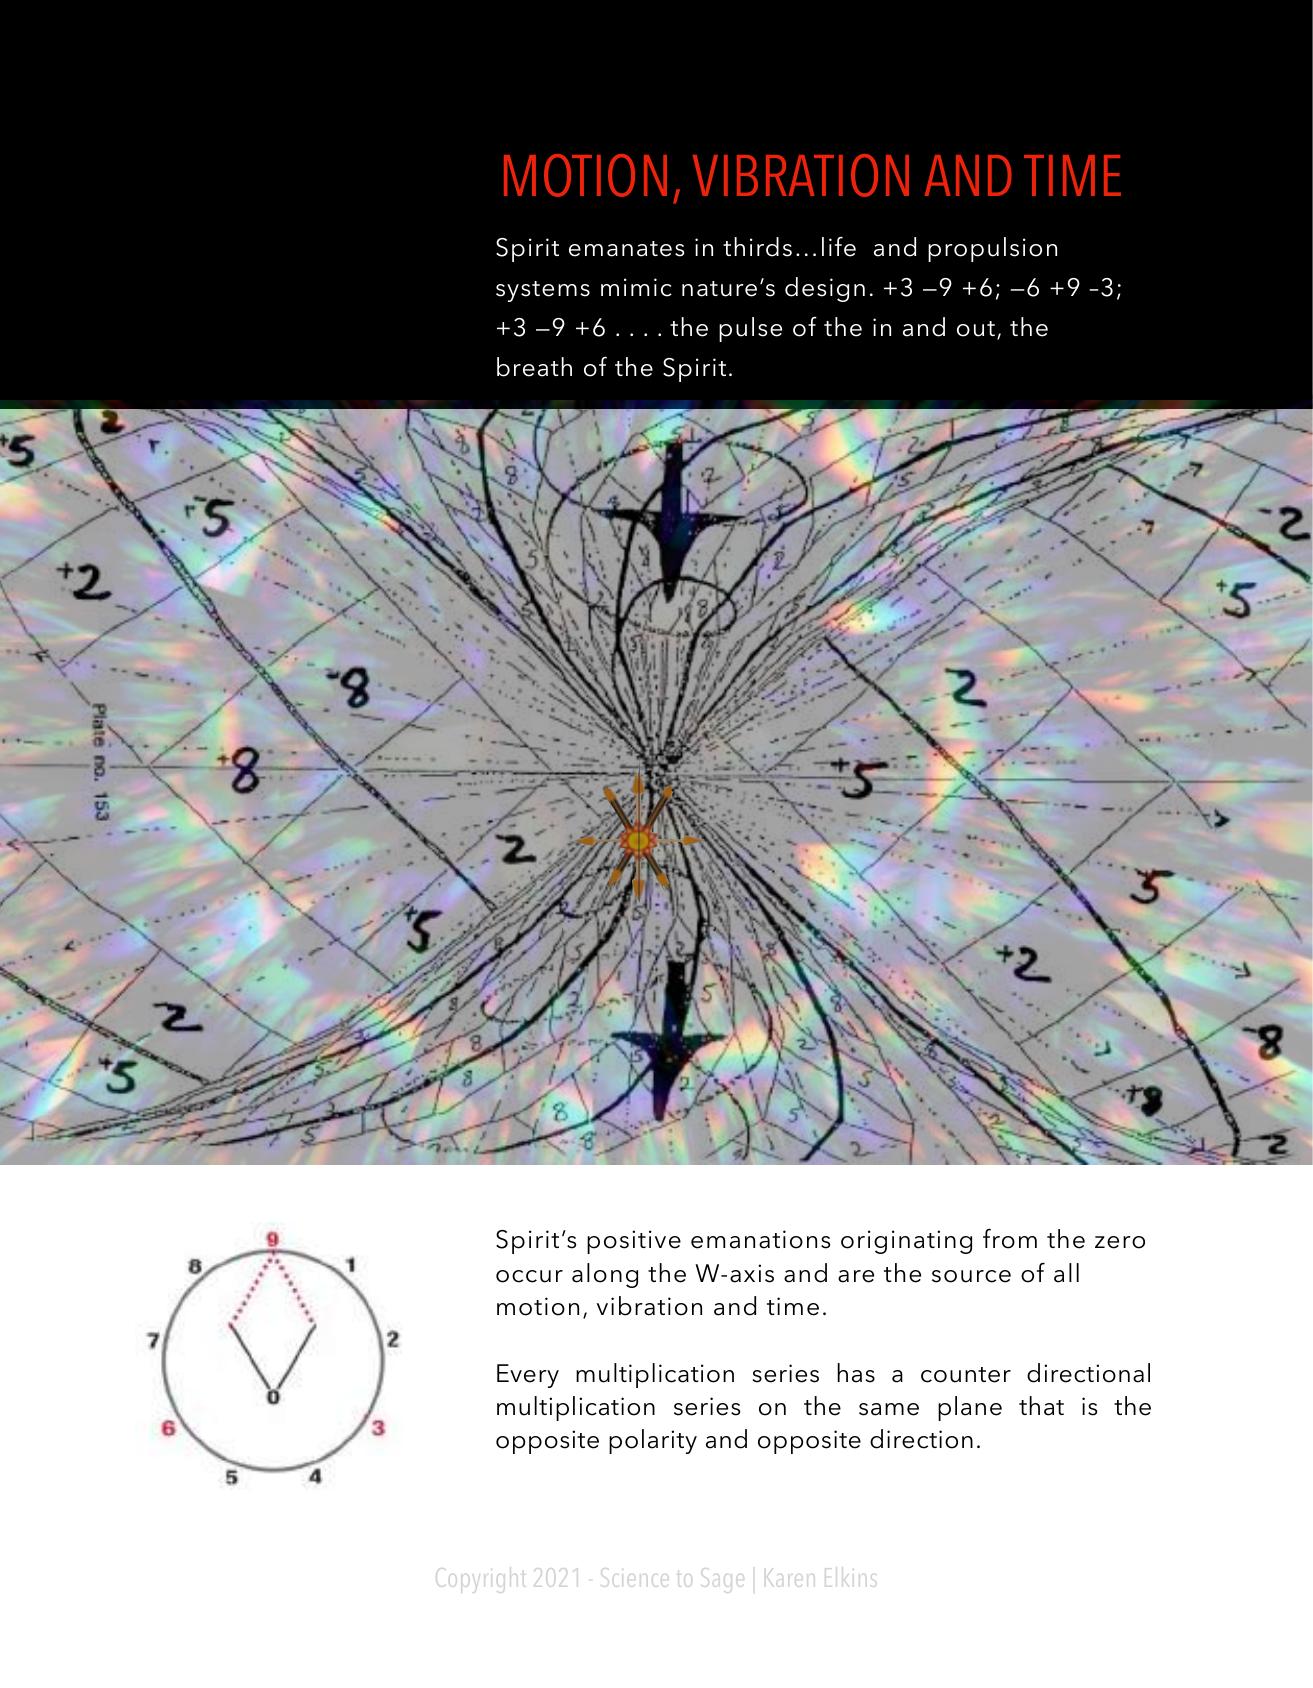 MOTION, VIBRATION AND TIME
Spirit emanates in thirds...life  and propulsion
systems mimic nature's design. +3 —9 +6; —6 +9 –3;
+3 —9 +6 . . . . the pulse of the in and out, the
breath of the Spirit.
2
+5
-5
-2
+2
+5
-8
2
+8
+5
Plate no. 153
2
5
+5
+2
2
-8
+5
+8
-2
9
8
1
7
2
0
6
3
5
4
Spirit's positive emanations originating from the zero
occur along the W-axis and are the source of all
motion, vibration and time.
Every multiplication series has a counter directional
multiplication series on the same plane that is the
opposite polarity and opposite direction.
Copyright 2021 - Science to Sage | Karen Elkins